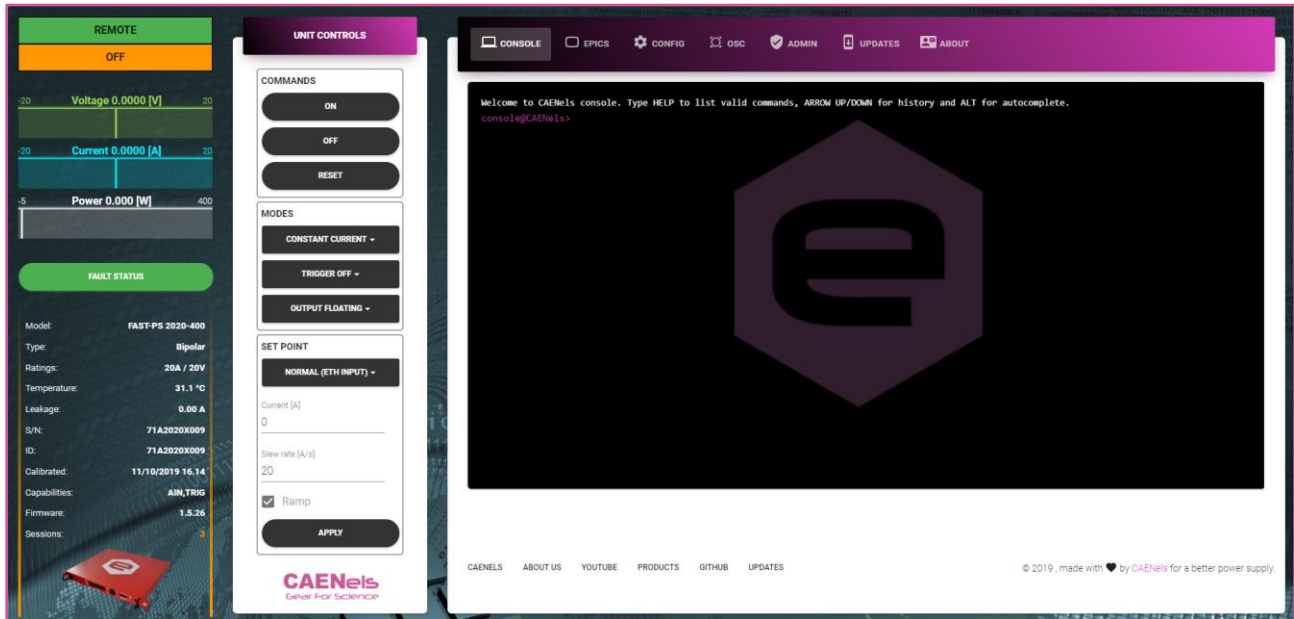 REMOTE
OFF
-20 Voltage 0.0000 [V] 20
-20 Current 0.0000 [A] 20
-5 Power 0.000 [W] 400
FAULT STATUS
Model: FAST-PS 2020-400
Type: Bipolar
Ratings: 20A / 20V
Temperature: 31.1 °C
Leakage: 0.00 A
S/N: 71A2020X009
ID: 71A2020X009
Calibrated: 11/10/2019 16.14
Capabilities: AIN,TRIG
Firmware: 1.5.26
Sessions: 3
UNIT CONTROLS
COMMANDS
ON
OFF
RESET
MODES
CONSTANT CURRENT
TRIGGER OFF
OUTPUT FLOATING
SET POINT
NORMAL (ETH INPUT)
Current [A]
0
Slew rate [A/s]
20
Ramp
APPLY
CAENels
Gear For Science
CONSOLE EPICS CONFIG OSC ADMIN UPDATES ABOUT
Welcome to CAENels console. Type HELP to list valid commands, ARROW UP/DOWN for history and ALT for autocomplete.
console@CAENels>
CAENELS ABOUT US YOUTUBE PRODUCTS GITHUB UPDATES
© 2019 , made with ♥ by CAENels for a better power supply.